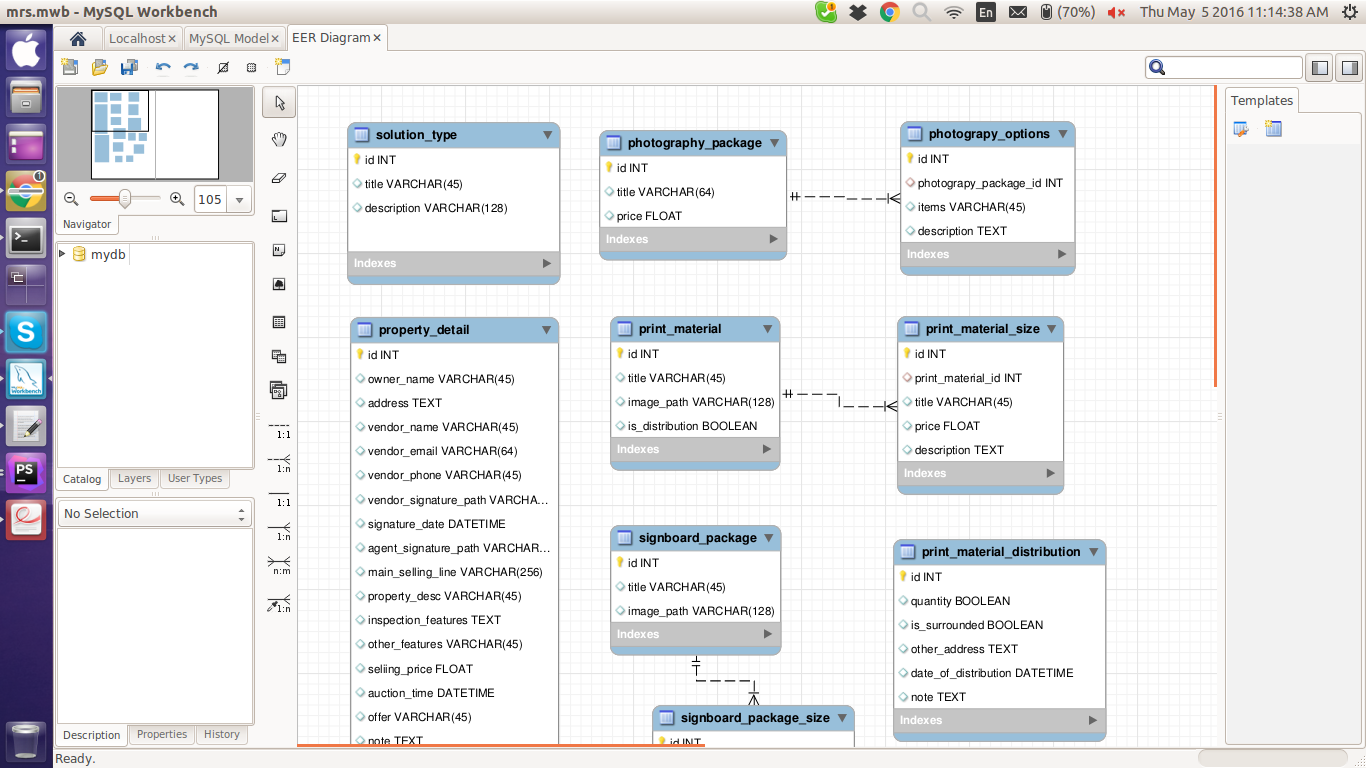 mrs.mwb - MySQL Workbench
En
(70%)
Thu May 5 2016 11:14:38 AM
Localhost
MySQL Model
EER Diagram
105
Navigator
mydb
Catalog
Layers
User Types
No Selection
Description
Properties
History
Ready.
1:1
1:n
1:1
1:n
n:m
1:n
solution_type
id INT
title VARCHAR(45)
description VARCHAR(128)
Indexes
photography_package
id INT
title VARCHAR(64)
price FLOAT
Indexes
photograpy_options
id INT
photograpy_package_id INT
items VARCHAR(45)
description TEXT
Indexes
property_detail
id INT
owner_name VARCHAR(45)
address TEXT
vendor_name VARCHAR(45)
vendor_email VARCHAR(64)
vendor_phone VARCHAR(45)
vendor_signature_path VARCHA...
signature_date DATETIME
agent_signature_path VARCHAR...
main_selling_line VARCHAR(256)
property_desc VARCHAR(45)
inspection_features TEXT
other_features VARCHAR(45)
seliing_price FLOAT
auction_time DATETIME
offer VARCHAR(45)
note TEXT
print_material
id INT
title VARCHAR(45)
image_path VARCHAR(128)
is_distribution BOOLEAN
Indexes
print_material_size
id INT
print_material_id INT
title VARCHAR(45)
price FLOAT
description TEXT
Indexes
signboard_package
id INT
title VARCHAR(45)
image_path VARCHAR(128)
Indexes
signboard_package_size
id INT
print_material_distribution
id INT
quantity BOOLEAN
is_surrounded BOOLEAN
other_address TEXT
date_of_distribution DATETIME
note TEXT
Indexes
Templates
PS